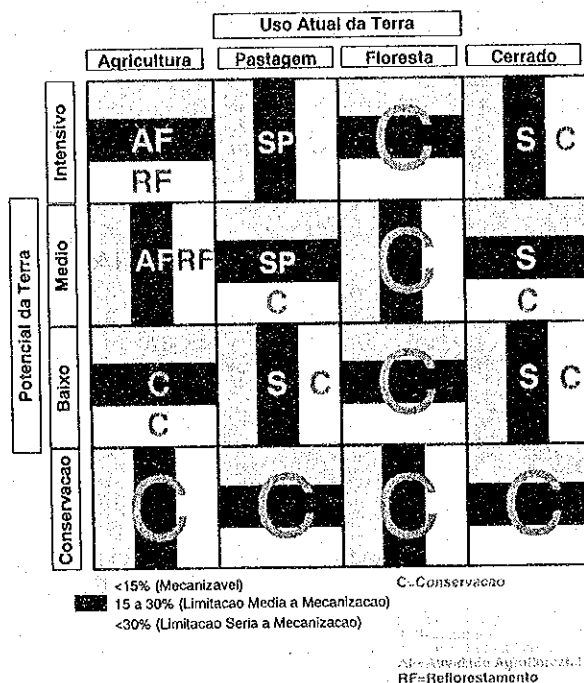 Uso Atual da Terra
Agricultura Pastagem Floresta Cerrado
Potencial da Terra
Intensivo
AF SP C S C
RF
Medio
AF RF SP C S
C C
Baixo
C S C C S C
C
Conservacao
C C C C
<15% (Mecanizavel)
C=Conservacao
15 a 30% (Limitacao Media a Mecanizacao)
<30% (Limitacao Seria a Mecanizacao)
RF=Reflorestamento